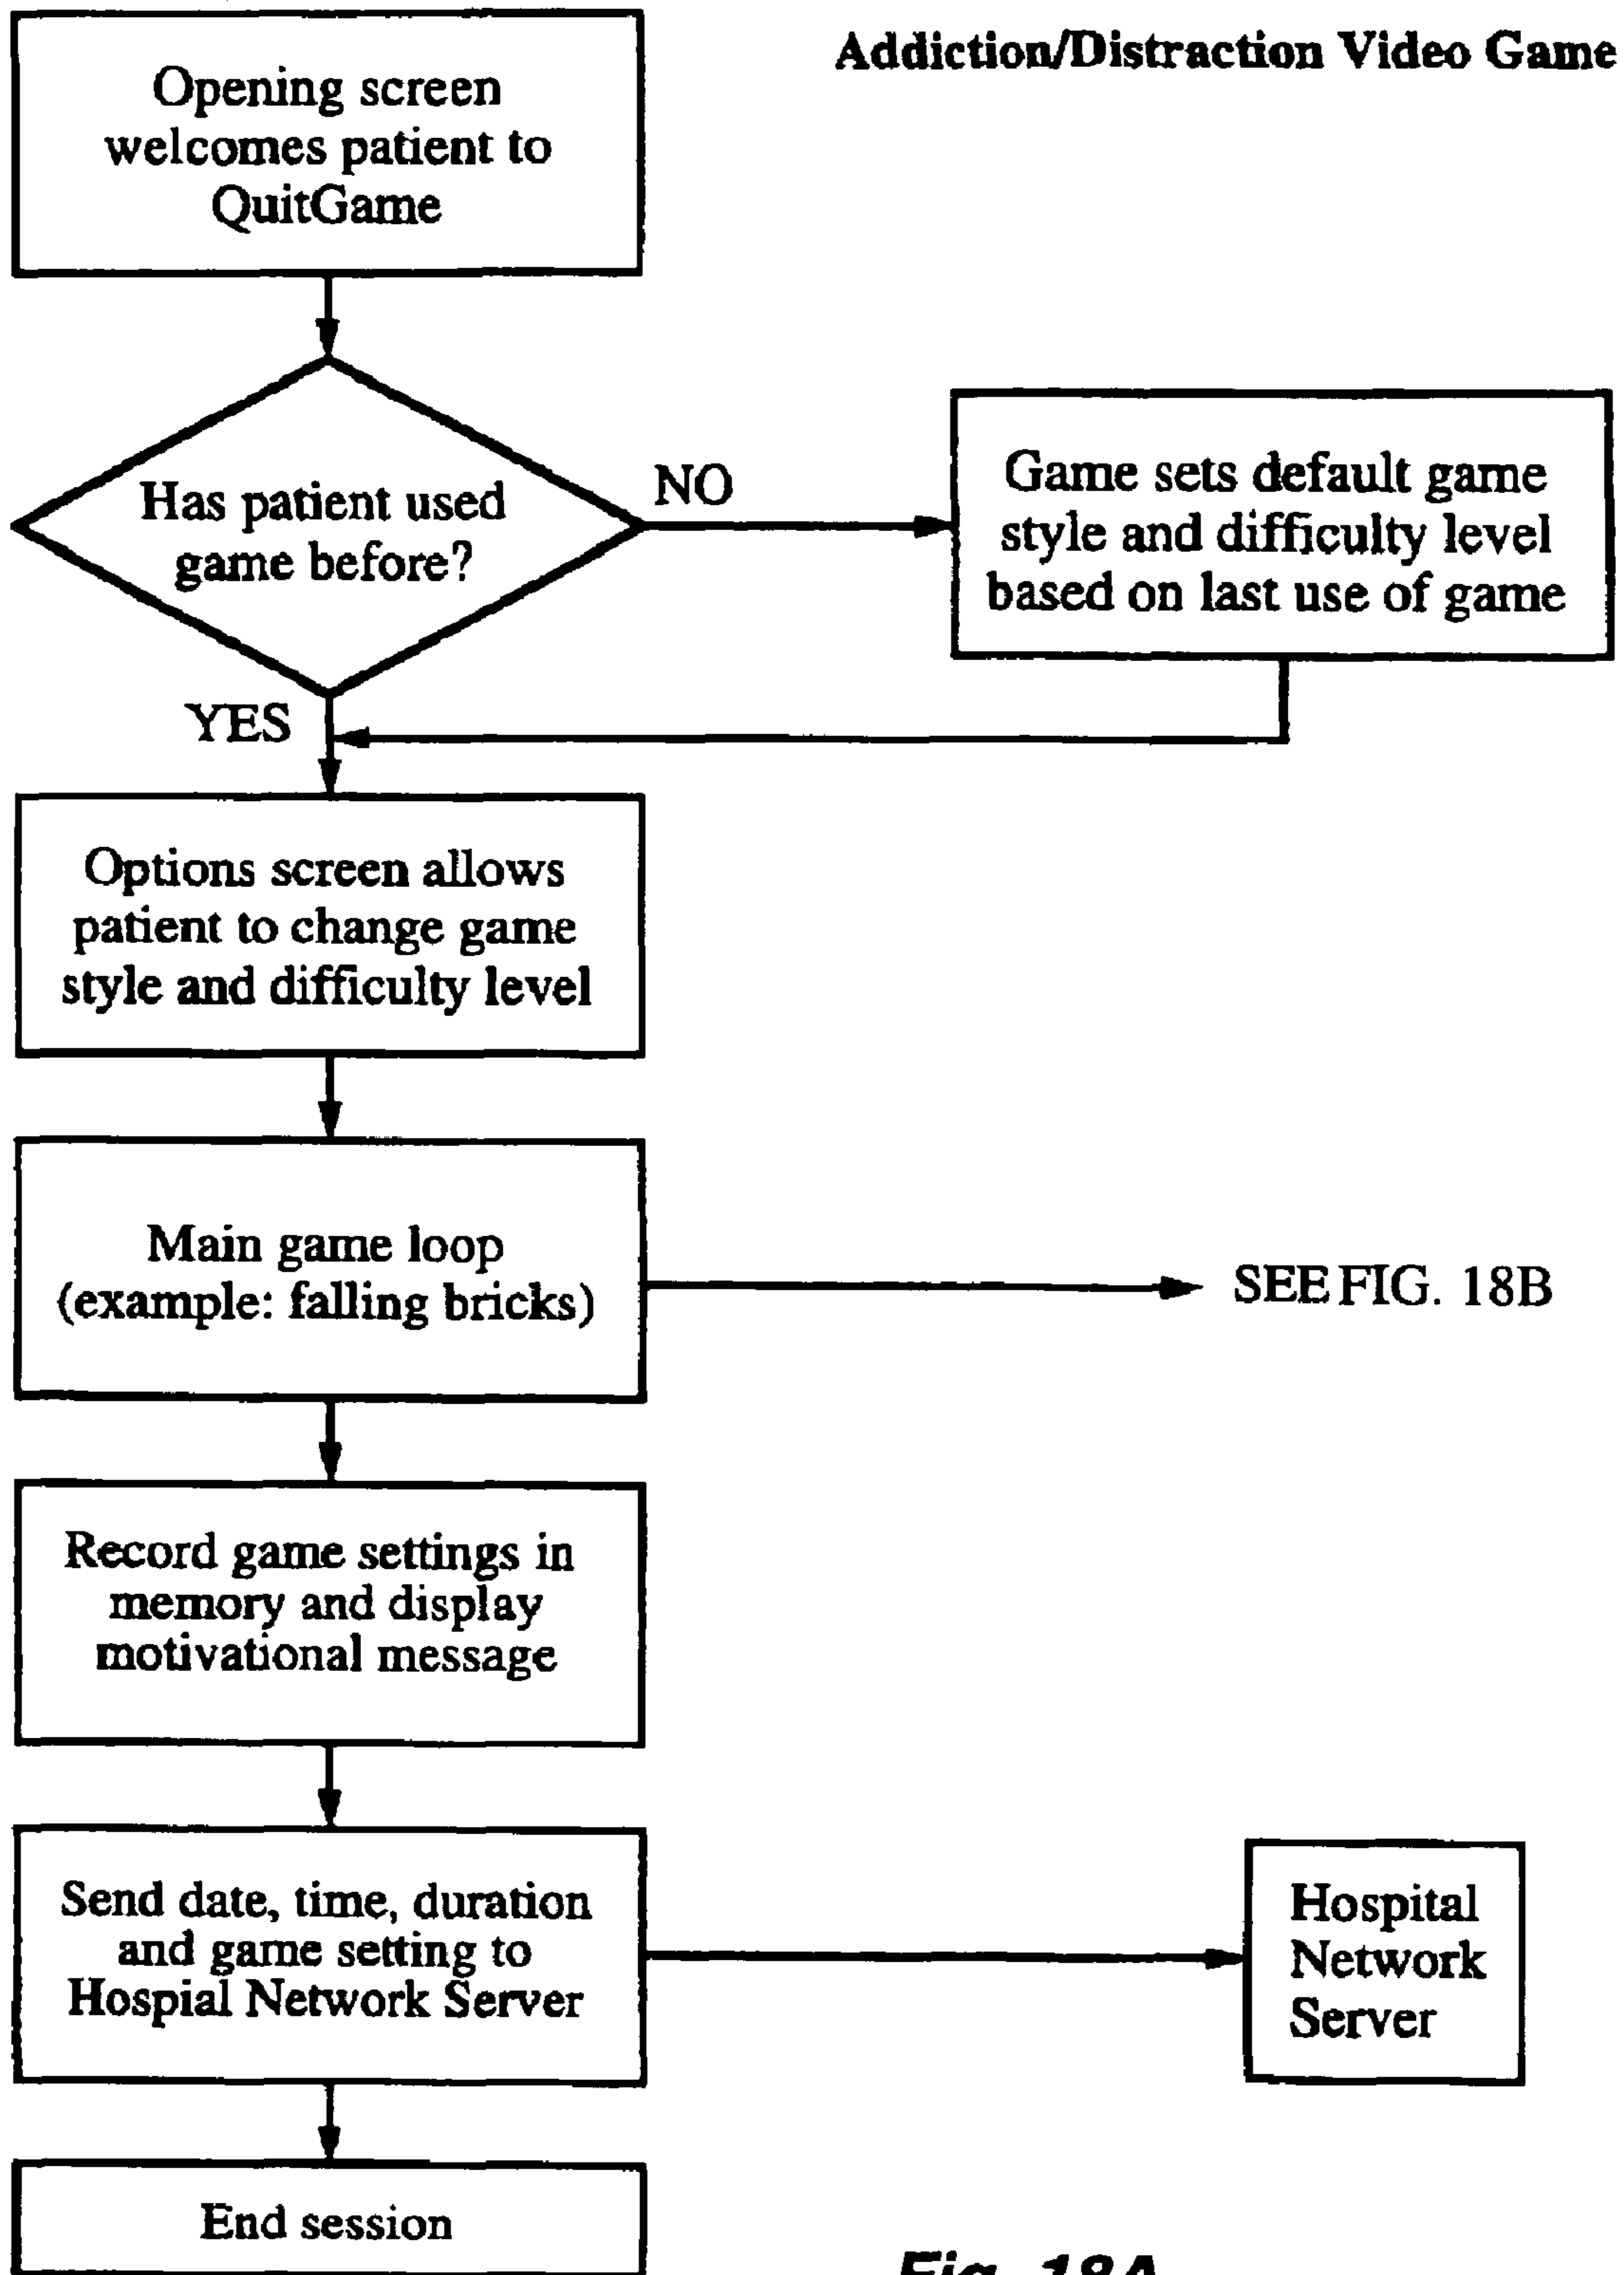 Addiction/Distraction Video Game
Opening screen
welcomes patient to
QuitGame
Has patient used
game before?
NO
Game sets default game
style and difficulty level
based on last use of game
YES
Options screen allows
patient to change game
style and difficulty level
Main game loop
(example: falling bricks)
SEE FIG. 18B
Record game settings in
memory and display
motivational message
Send date, time, duration
and game setting to
Hospial Network Server
Hospital
Network
Server
End session
Fig. 18A